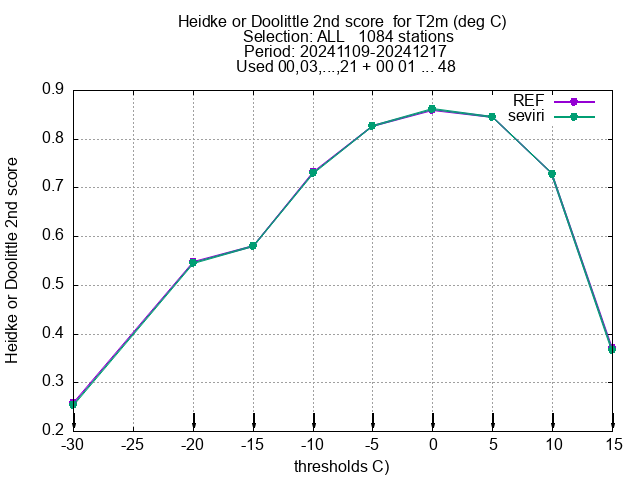 Heidke or Doolittle 2nd score  for T2m (deg C)
Selection: ALL   1084 stations
Period: 20241109-20241217
Used 00,03,...,21 + 00 01 ... 48
REF
seviri
Heidke or Doolittle 2nd score
0.9
0.8
0.7
0.6
0.5
0.4
0.3
0.2
-30 -25 -20 -15 -10 -5 0 5 10 15
thresholds C)